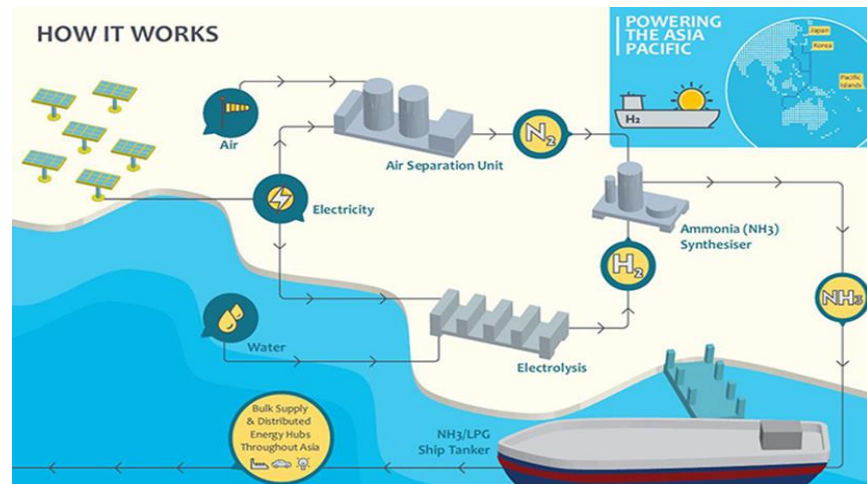 HOW IT WORKS
POWERING
THE ASIA
PACIFIC
Japan
Korea
Pacific
Islands
H2
Air
Air Separation Unit
N2
Electricity
Ammonia (NH3)
Synthesiser
H2
NH3
Water
Electrolysis
Bulk Supply
& Distributed
Energy Hubs
Throughout Asia
NH3/LPG
Ship Tanker